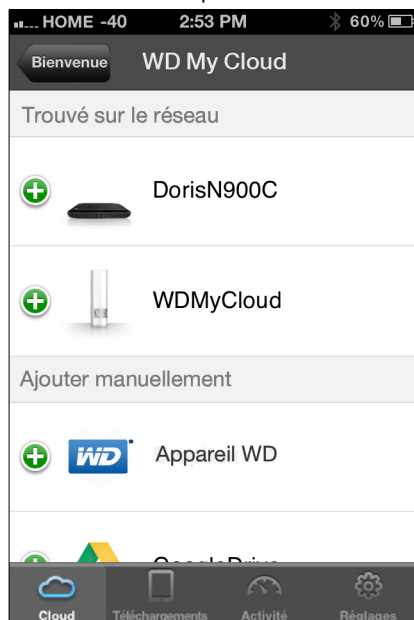 HOME -40 2:53 PM 60%
Bienvenue WD My Cloud
Trouvé sur le réseau
DorisN900C
WDMyCloud
Ajouter manuellement
WD Appareil WD
GoogleDrive
Cloud Téléchargements Activité Réglages